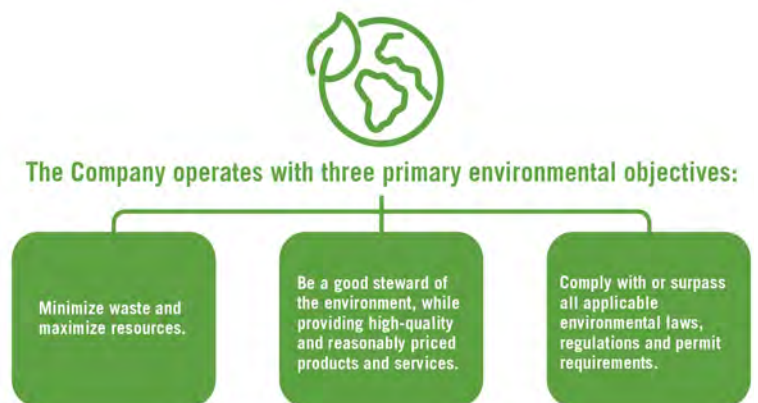 The Company operates with three primary environmental objectives:
Minimize waste and
maximize resources.
Be a good steward of
the environment, while
providing high-quality
and reasonably priced
products and services.
Comply with or surpass
all applicable
environmental laws,
regulations and permit
requirements.